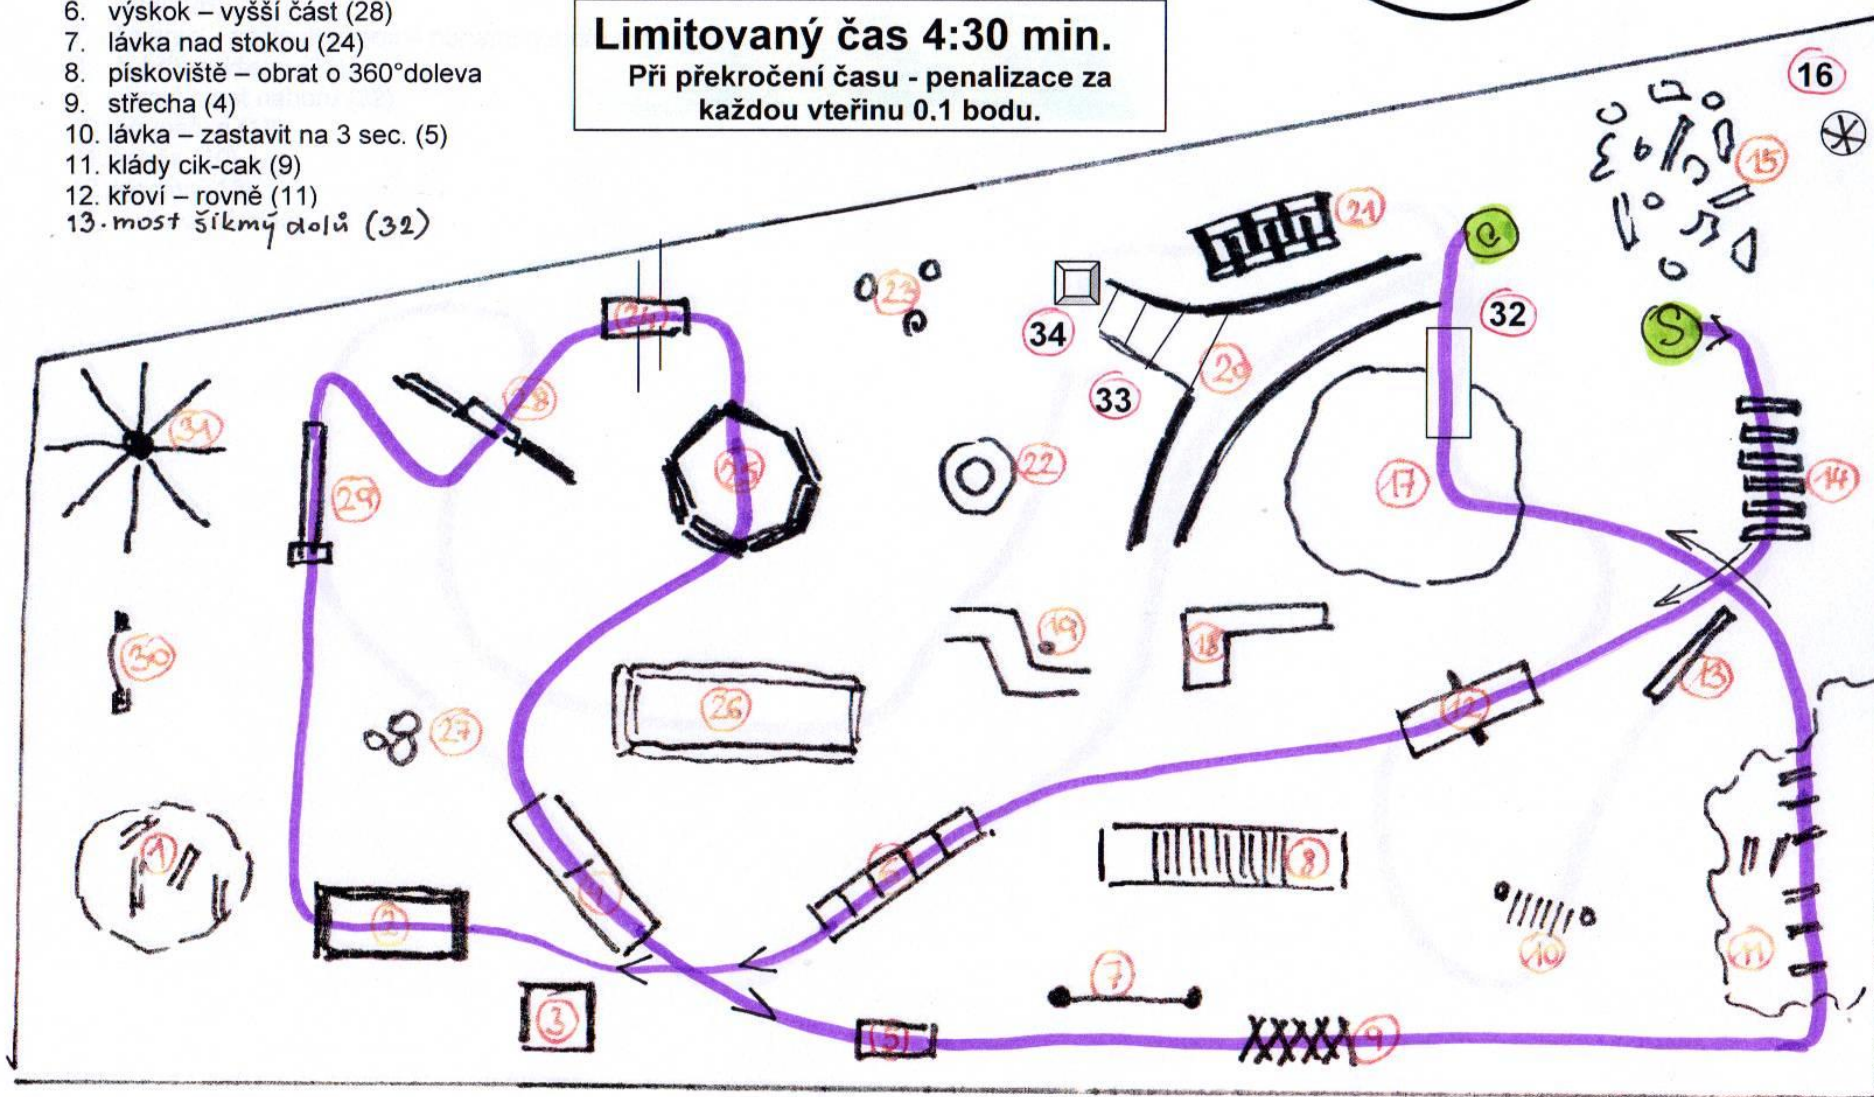 6. výskok – vyšší část (28)
7. lávka nad stokou (24)
8. pískoviště – obrat o 360°doleva
9. střecha (4)
10. lávka – zastavit na 3 sec. (5)
11. klády cik-cak (9)
12. křoví – rovně (11)
13. most šikmý dolů (32)
Limitovaný čas 4:30 min.
Při překročení času - penalizace za
každou vteřinu 0.1 bodu.
16
15
21
C
32
S
23
24
34
20
33
28
31
25
22
17
14
29
19
18
13
30
26
12
27
1
8
4
2
11
10
7
3
5
9